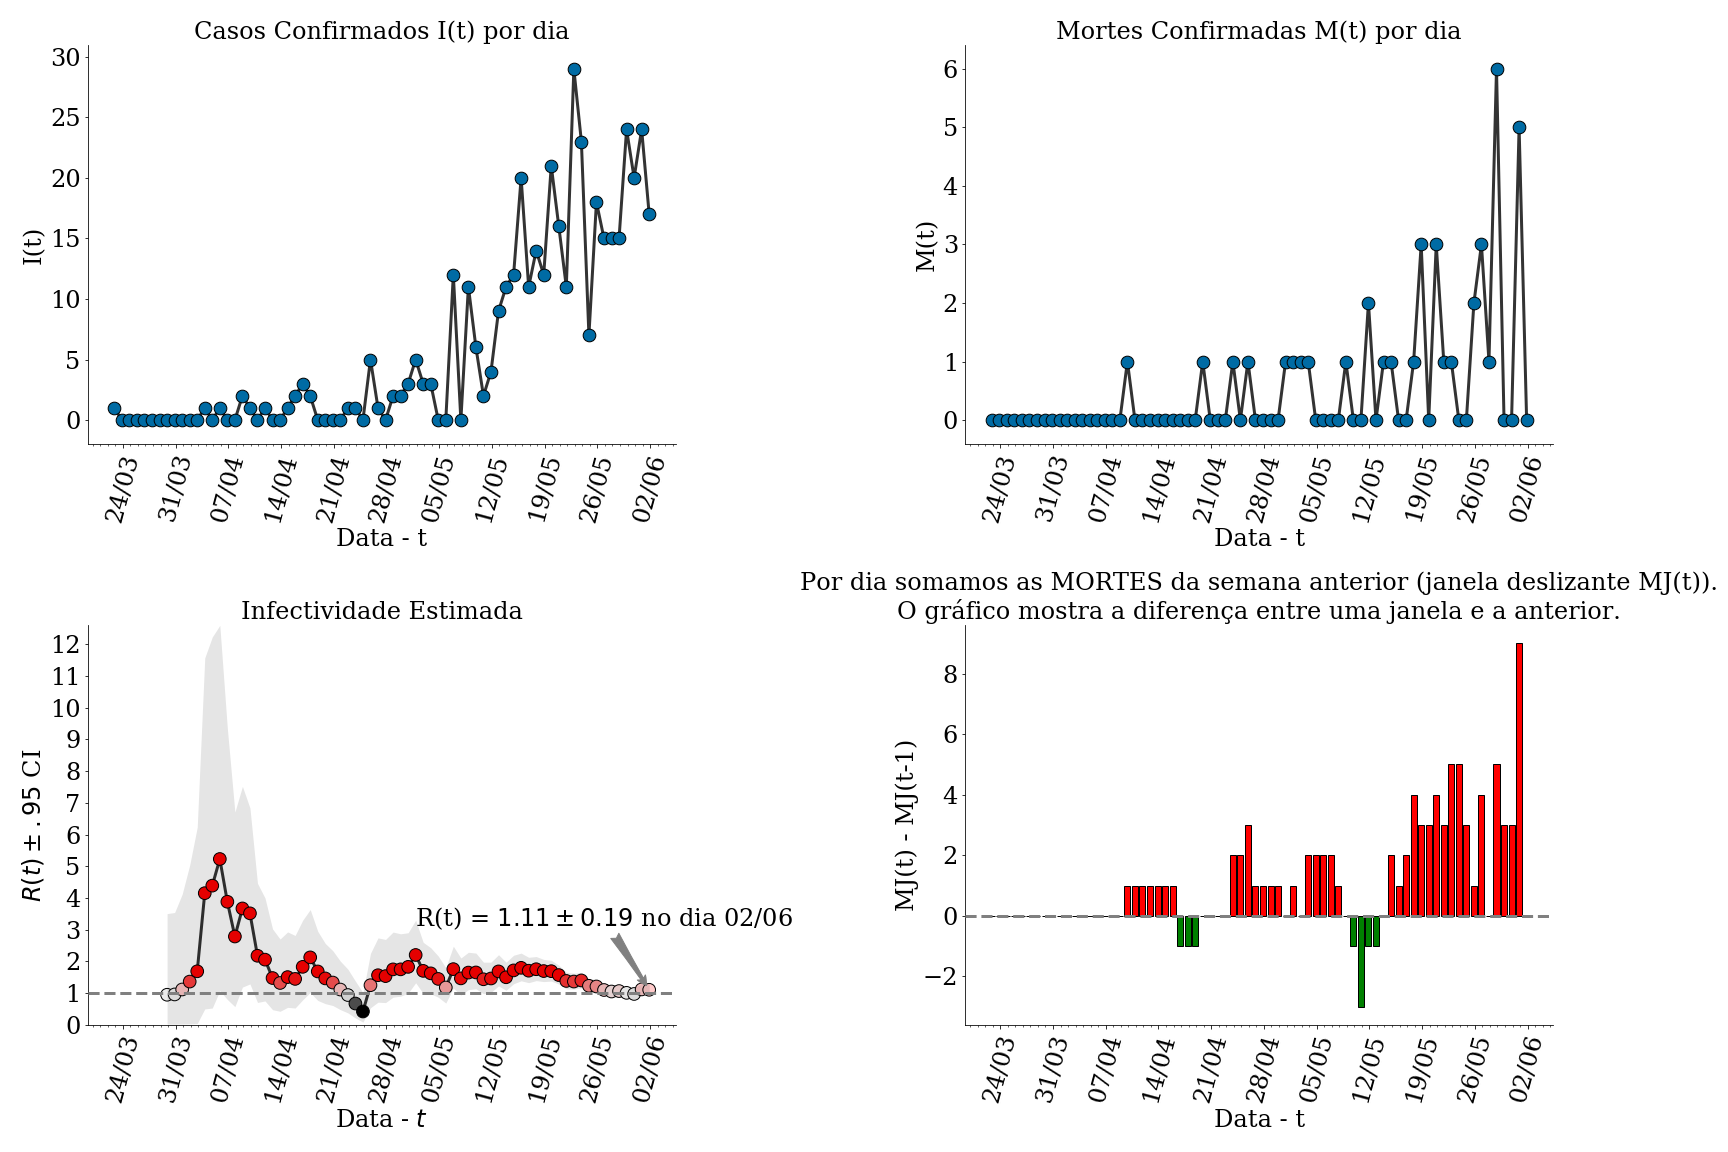 Casos Confirmados I(t) por dia
30
25
20
15
10
5
0
I(t)
24/03 31/03 07/04 14/04 21/04 28/04 05/05 12/05 19/05 26/05 02/06
Data - t
Mortes Confirmadas M(t) por dia
6
5
4
3
2
1
0
M(t)
24/03 31/03 07/04 14/04 21/04 28/04 05/05 12/05 19/05 26/05 02/06
Data - t
Infectividade Estimada
12
11
10
9
8
7
6
5
4
3
2
1
0
R(t) ± .95 CI
R(t) = 1.11 ± 0.19 no dia 02/06
24/03 31/03 07/04 14/04 21/04 28/04 05/05 12/05 19/05 26/05 02/06
Data - t
Por dia somamos as MORTES da semana anterior (janela deslizante MJ(t)).
O gráfico mostra a diferença entre uma janela e a anterior.
8
6
4
2
0
−2
MJ(t) - MJ(t-1)
24/03 31/03 07/04 14/04 21/04 28/04 05/05 12/05 19/05 26/05 02/06
Data - t